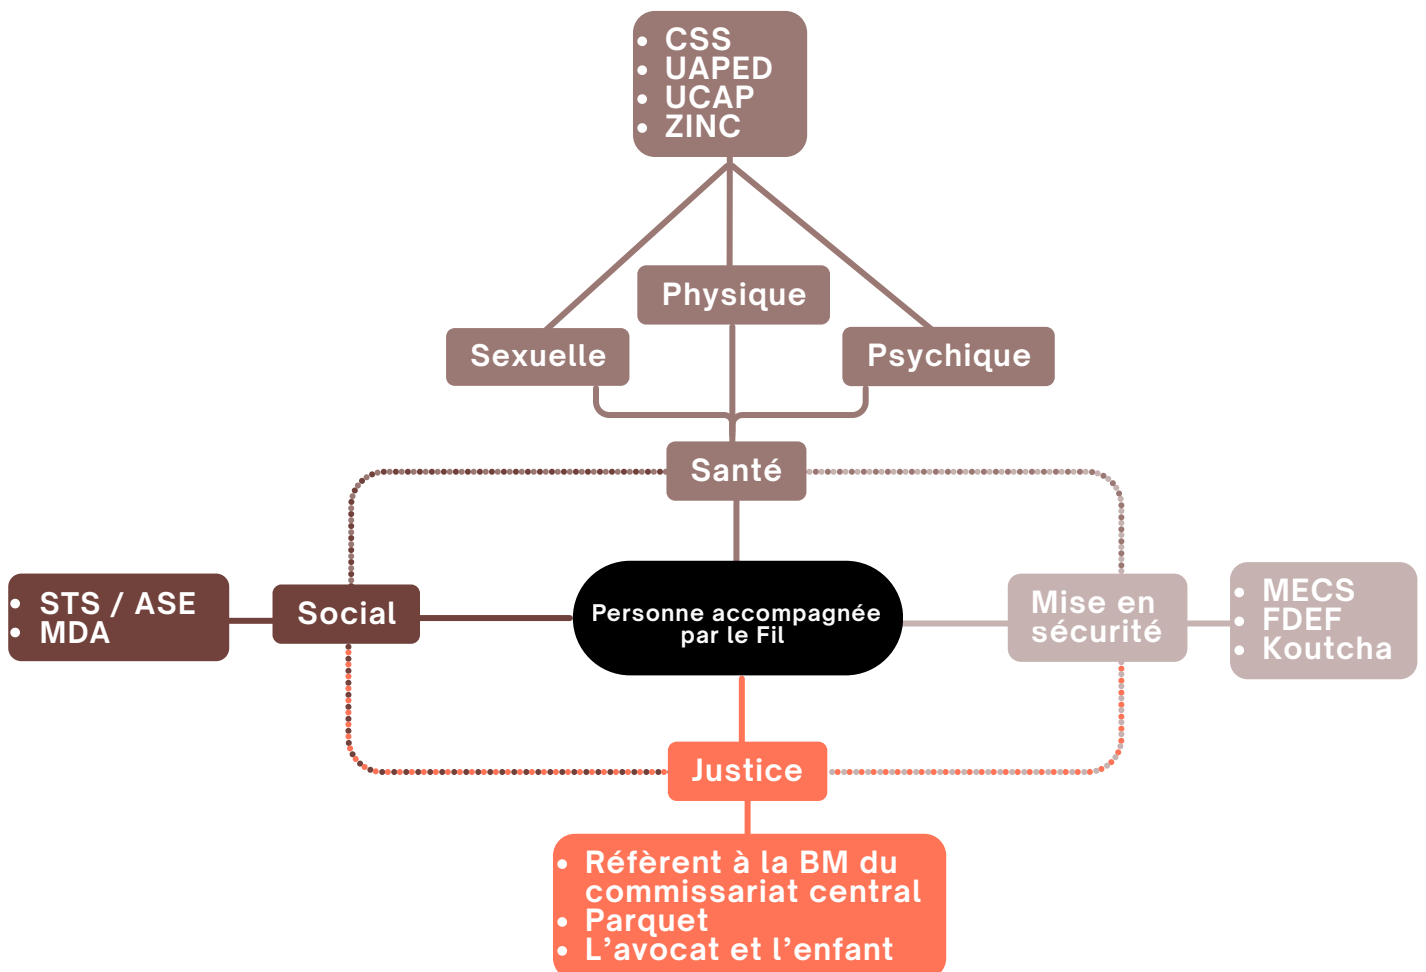 • CSS
• UAPED
• UCAP
• ZINC
Physique
Sexuelle
Psychique
Santé
• STS / ASE
• MDA
Social
Personne accompagnée
par le Fil
Mise en
sécurité
• MECS
• FDEF
• Koutcha
Justice
• Réfèrent à la BM du
commissariat central
• Parquet
• L’avocat et l’enfant